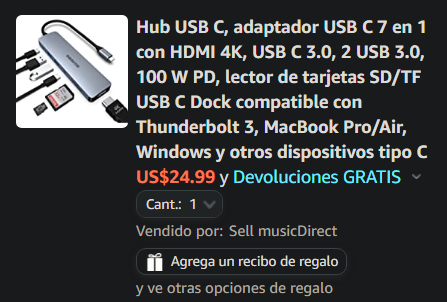 Hub USB C, adaptador USB C 7 en 1
con HDMI 4K, USB C 3.0, 2 USB 3.0,
100 W PD, lector de tarjetas SD/TF
USB C Dock compatible con
Thunderbolt 3, MacBook Pro/Air,
Windows y otros dispositivos tipo C
US$24.99 y Devoluciones GRATIS
Cant.: 1
Vendido por: Sell musicDirect
Agrega un recibo de regalo
y ve otras opciones de regalo